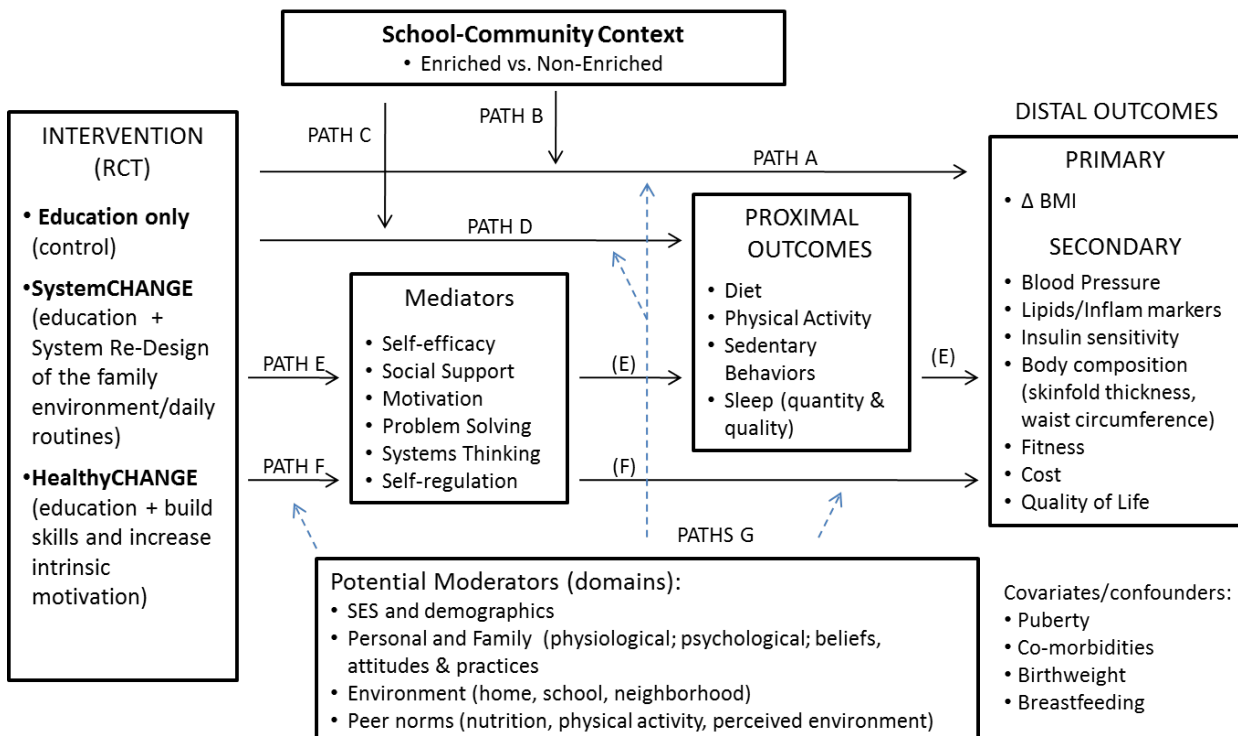 School-Community Context
• Enriched vs. Non-Enriched
INTERVENTION
(RCT)
• Education only
(control)
•SystemCHANGE
(education +
System Re-Design
of the family
environment/daily
routines)
•HealthyCHANGE
(education + build
skills and increase
intrinsic
motivation)
PATH C
PATH B
PATH A
PATH D
PATH E
PATH F
Mediators
• Self-efficacy
• Social Support
• Motivation
• Problem Solving
• Systems Thinking
• Self-regulation
(E)
(F)
PROXIMAL
OUTCOMES
• Diet
• Physical Activity
• Sedentary
Behaviors
• Sleep (quantity &
quality)
(E)
DISTAL OUTCOMES
PRIMARY
• Δ BMI
SECONDARY
• Blood Pressure
• Lipids/Inflam markers
• Insulin sensitivity
• Body composition
(skinfold thickness,
waist circumference)
• Fitness
• Cost
• Quality of Life
PATHS G
Potential Moderators (domains):
• SES and demographics
• Personal and Family (physiological; psychological; beliefs,
attitudes & practices
• Environment (home, school, neighborhood)
• Peer norms (nutrition, physical activity, perceived environment)
Covariates/confounders:
• Puberty
• Co-morbidities
• Birthweight
• Breastfeeding